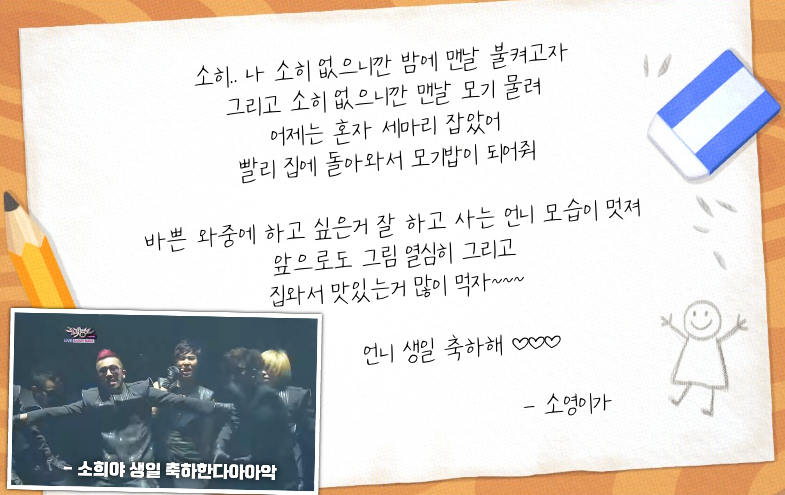 소히.. 나 소히 없으니깐 밤에 맨날 불켜고자
그리고 소히 없으니깐 맨날 모기 물려
어제는 혼자 세마리 잡았어
빨리 집에 돌아와서 모기밥이 되어줘
바쁜 와중에 하고 싶은거 잘 하고 사는 언니 모습이 멋져
앞으로도 그림 열심히 그리고
집와서 맛있는거 많이 먹자~~~
언니 생일 축하해 ♡♡♡
- 소영이가
- 소희야 생일 축하한다아아악